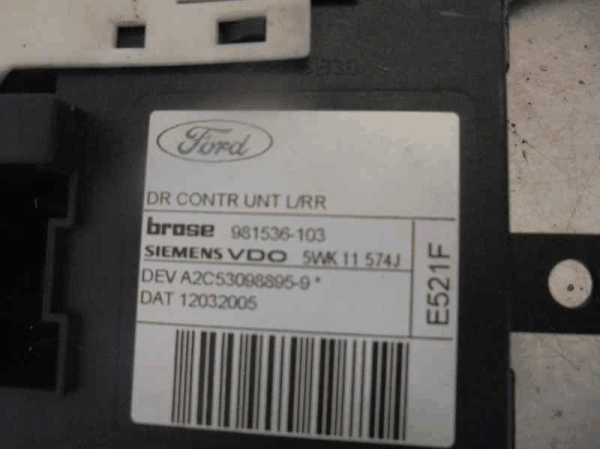 Ford
DR CONTR UNT L/RR
brose 981536-103
SIEMENS VDO 5WK 11 574J
DEV A2C53098895-9 *
DAT 12032005
E521F